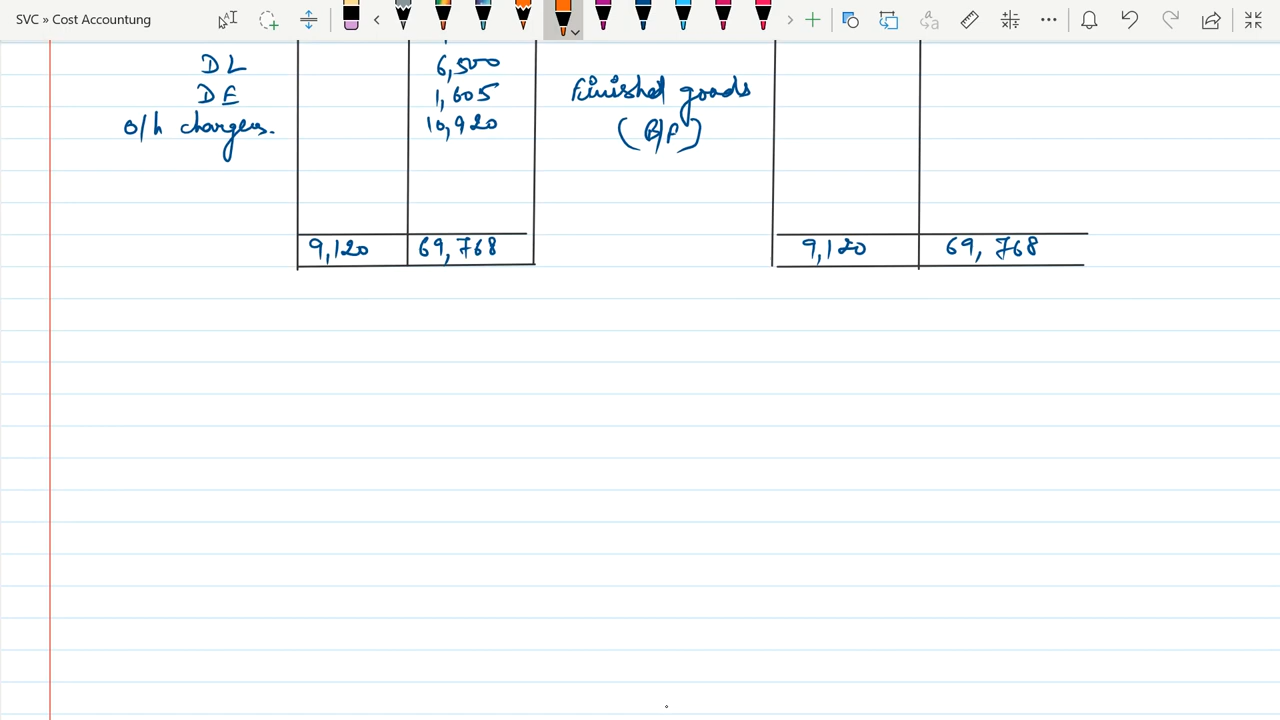 SVC » Cost Accountung
DL 6,500
DE 1,605 Finished goods
o/h chargers. 10,920 (B/F)
9,120 69,768 9,120 69,768